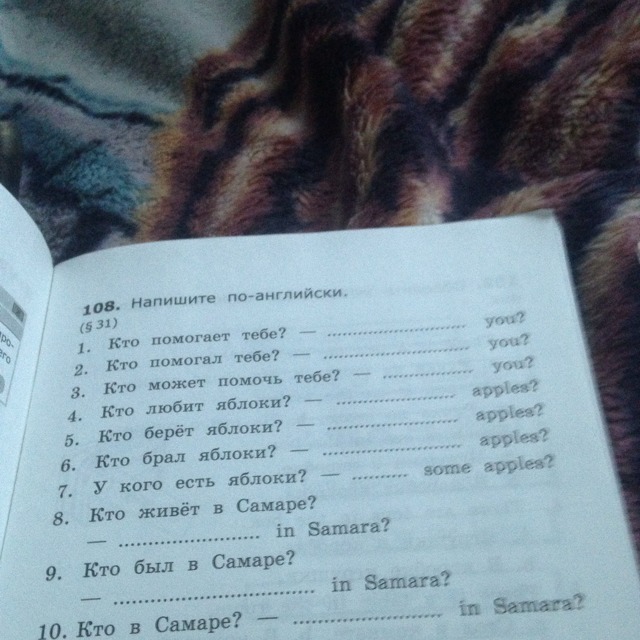 108. Напишите по-английски.
(§ 31)
1. Кто помогает тебе? — .............................. you?
2. Кто помогал тебе? — .............................. you?
3. Кто может помочь тебе? — .................... you?
4. Кто любит яблоки? — .......................... apples?
5. Кто берёт яблоки? — .......................... apples?
6. Кто брал яблоки? — ............................ apples?
7. У кого есть яблоки? — .......... some apples?
8. Кто живёт в Самаре?
— .............................. in Samara?
9. Кто был в Самаре?
— ........................................ in Samara?
10. Кто в Самаре? — .............................. in Samara?